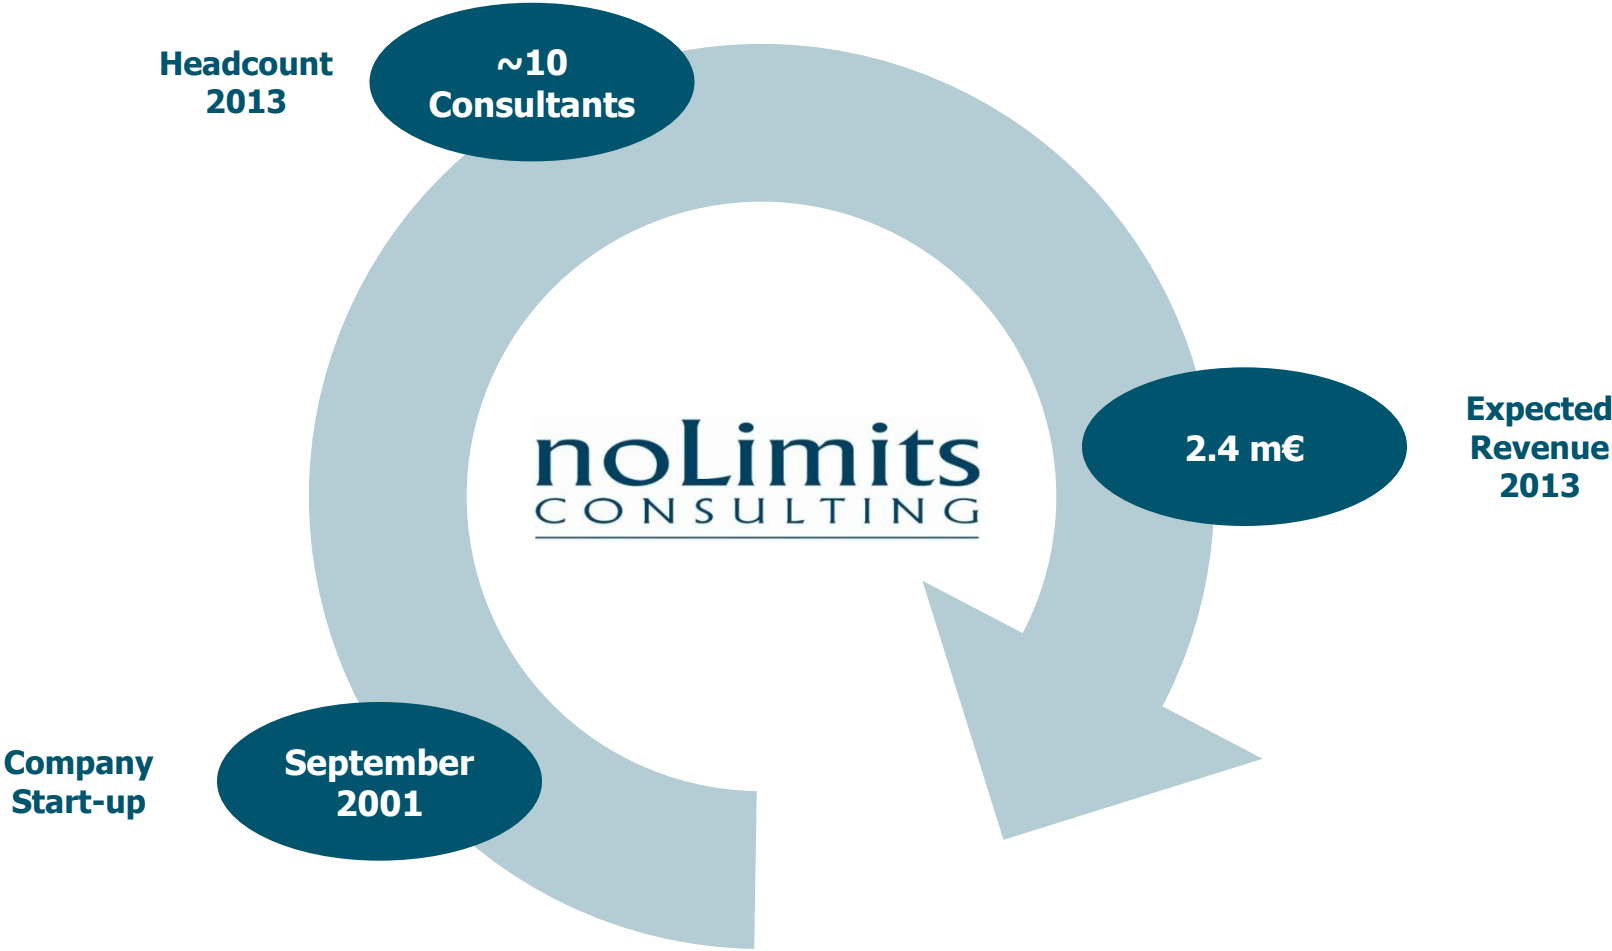 Headcount
2013
~10
Consultants
noLimits
CONSULTING
2.4 m€
Expected
Revenue
2013
Company
Start-up
September
2001